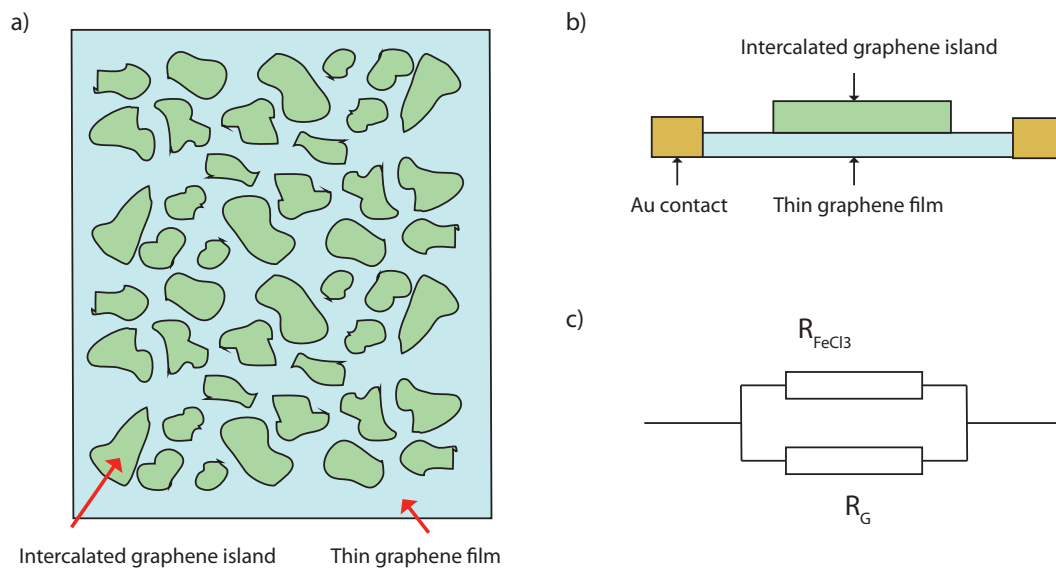 a)
Intercalated graphene island
Thin graphene film
b)
Intercalated graphene island
Au contact
Thin graphene film
c)
R_FeCl3
R_G